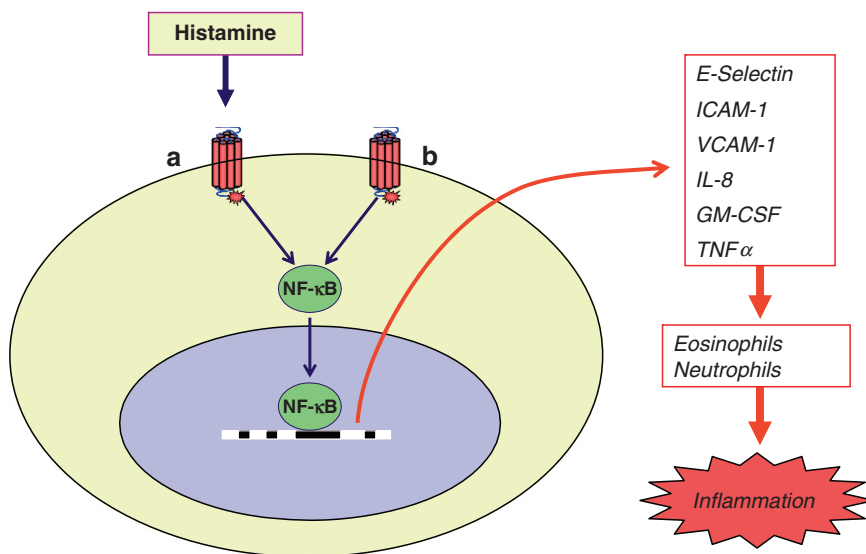 Histamine
a
b
NF-κB
NF-κB
E-Selectin
ICAM-1
VCAM-1
IL-8
GM-CSF
TNFα
Eosinophils
Neutrophils
Inflammation